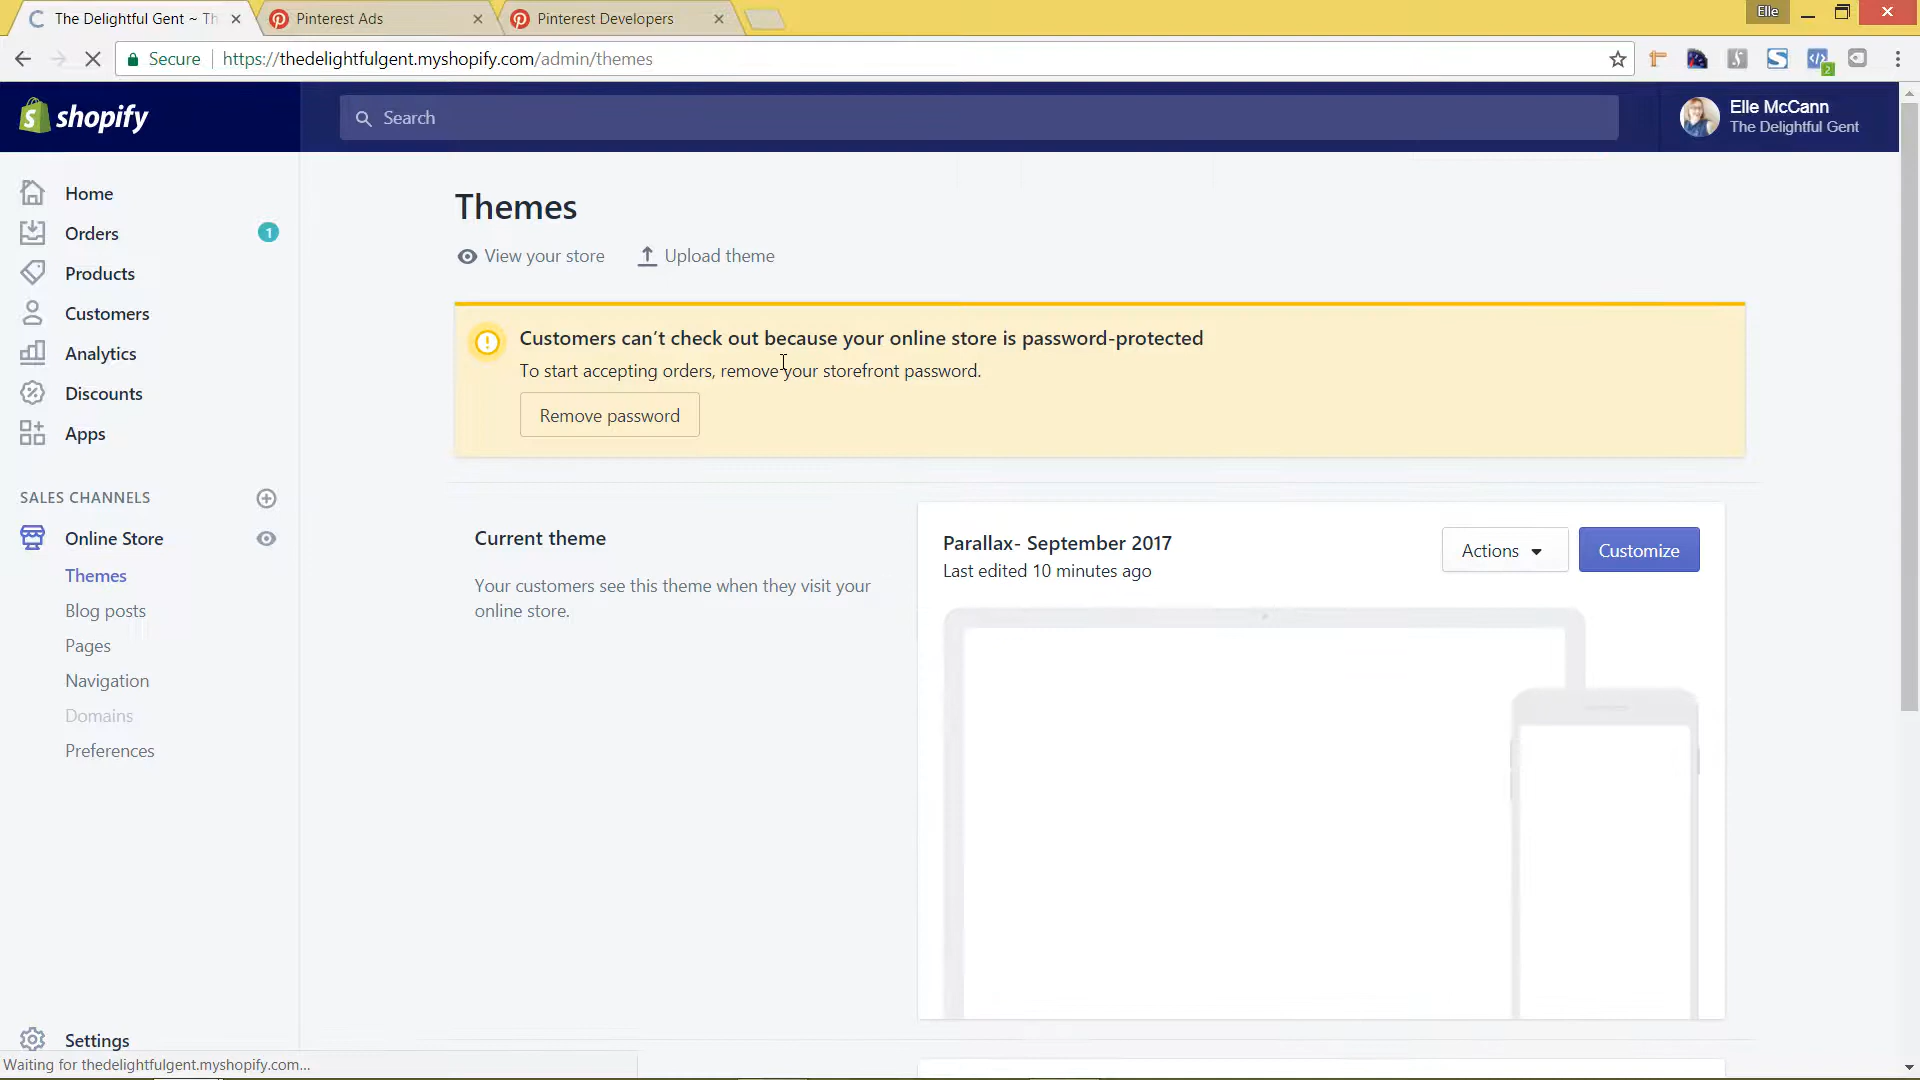 The Delightful Gent ~ Th
Pinterest Ads
Pinterest Developers
Elle
Secure
https://thedelightfulgent.myshopify.com/admin/themes
2
shopify
Search
Elle McCann
The Delightful Gent
Home
Orders
1
Products
Customers
Analytics
Discounts
Apps
SALES CHANNELS
Online Store
Themes
Blog posts
Pages
Navigation
Domains
Preferences
Settings
Themes
View your store
Upload theme
Customers can’t check out because your online store is password-protected
To start accepting orders, remove your storefront password.
Remove password
Current theme
Your customers see this theme when they visit your
online store.
Parallax- September 2017
Last edited 10 minutes ago
Actions
Customize
Waiting for thedelightfulgent.myshopify.com...